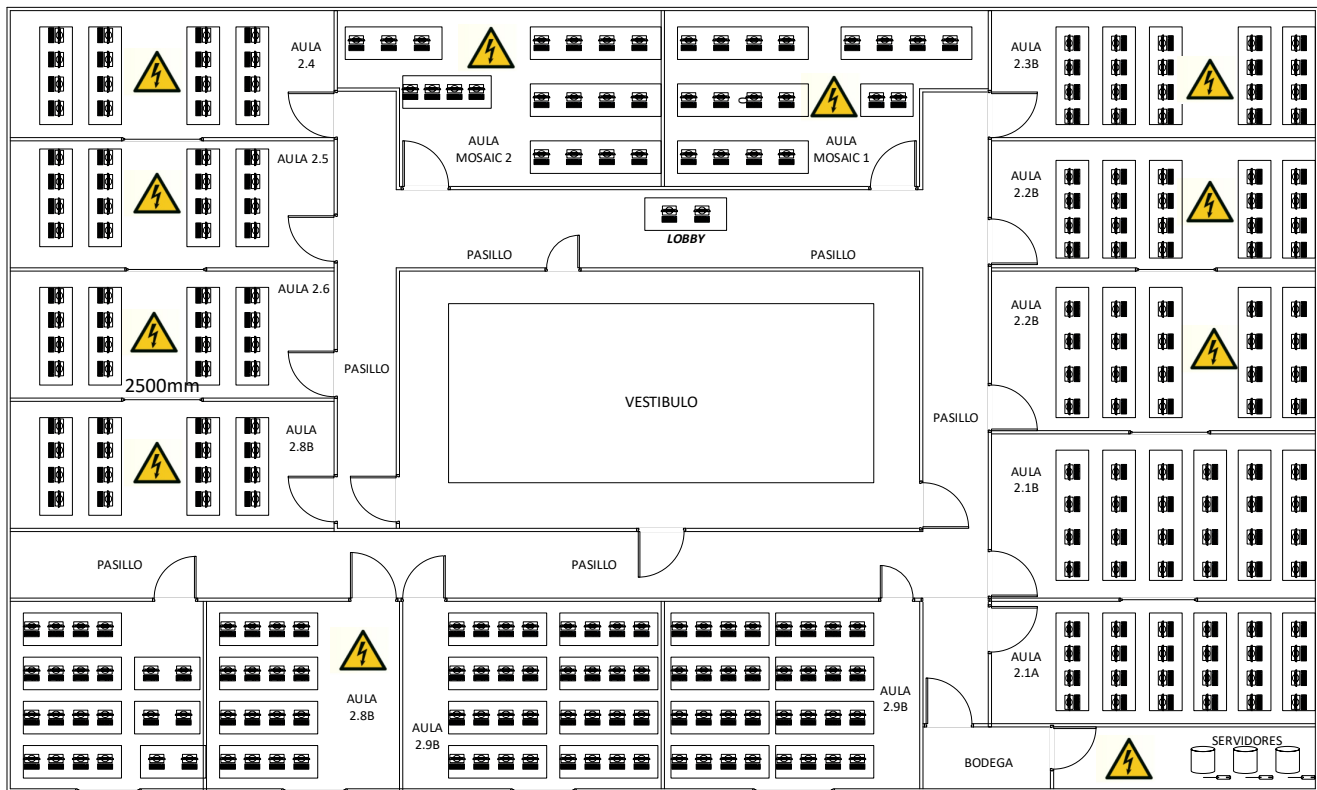 AULA
2.4
AULA
MOSAIC 2
AULA
MOSAIC 1
AULA
2.3B
AULA 2.5
AULA
2.2B
LOBBY
PASILLO
PASILLO
AULA 2.6
AULA
2.2B
2500mm
PASILLO
VESTIBULO
PASILLO
AULA
2.8B
AULA
2.1B
PASILLO
PASILLO
AULA
2.8B
AULA
2.9B
AULA
2.9B
AULA
2.1A
BODEGA
SERVIDORES